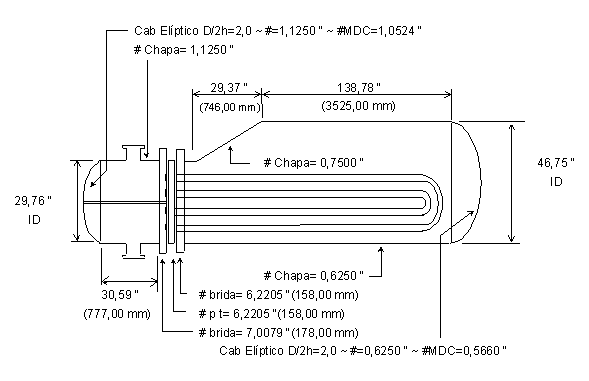 Cab Elíptico D/2h=2,0 ~ #=1,1250 " ~ #MDC=1,0524 "
# Chapa= 1,1250 "
29,37 "
(746,00 mm)
138,78 "
(3525,00 mm)
# Chapa= 0,7500 "
46,75 "
ID
29,76 "
ID
# Chapa= 0,6250 "
30,59 "
(777,00 mm)
# brida= 6,2205 "(158,00 mm)
# p t= 6,2205 "(158,00 mm)
# brida= 7,0079 "(178,00 mm)
Cab Elíptico D/2h=2,0 ~ #=0,6250 " ~ #MDC=0,5660 "